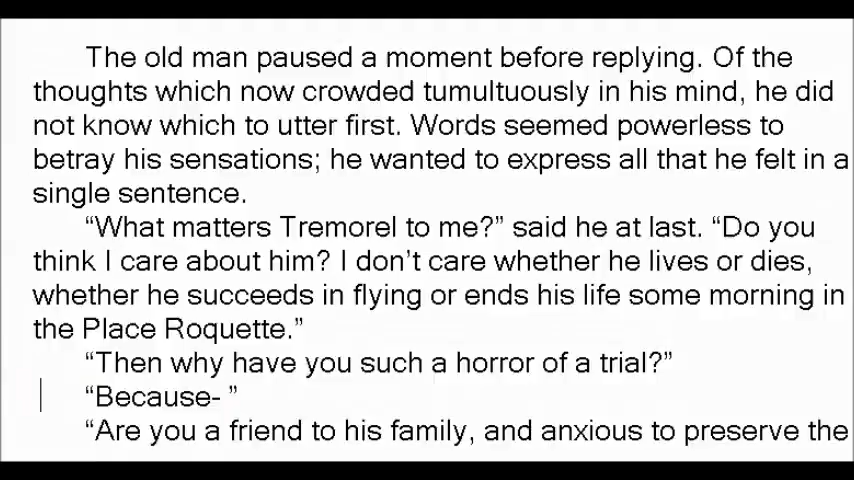 The old man paused a moment before replying. Of the
thoughts which now crowded tumultuously in his mind, he did
not know which to utter first. Words seemed powerless to
betray his sensations; he wanted to express all that he felt in a
single sentence.
“What matters Tremorel to me?” said he at last. “Do you
think I care about him? I don’t care whether he lives or dies,
whether he succeeds in flying or ends his life some morning in
the Place Roquette.”
“Then why have you such a horror of a trial?”
“Because- ”
“Are you a friend to his family, and anxious to preserve the